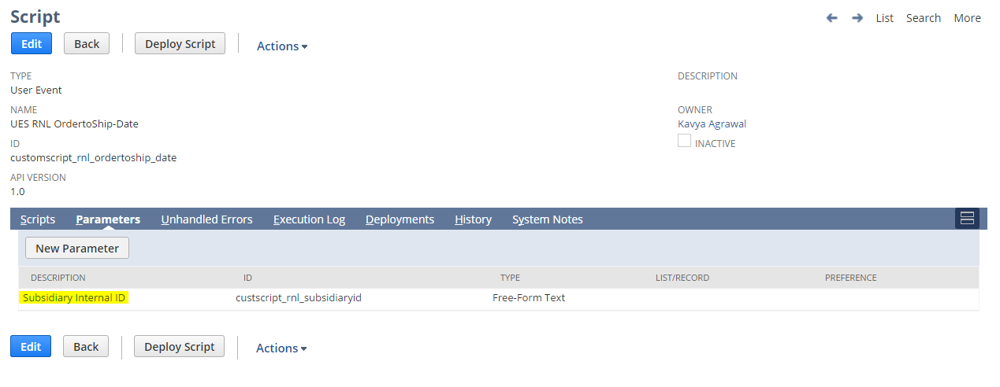 Script
List Search More
Edit Back Deploy Script Actions
TYPE
User Event
DESCRIPTION
NAME
UES RNL OrdertoShip-Date
OWNER
Kavya Agrawal
ID
customscript_rnl_ordertoship_date
INACTIVE
API VERSION
1.0
Scripts Parameters Unhandled Errors Execution Log Deployments History System Notes
New Parameter
DESCRIPTION ID TYPE LIST/RECORD PREFERENCE
Subsidiary Internal ID custscript_rnl_subsidiaryid Free-Form Text
Edit Back Deploy Script Actions